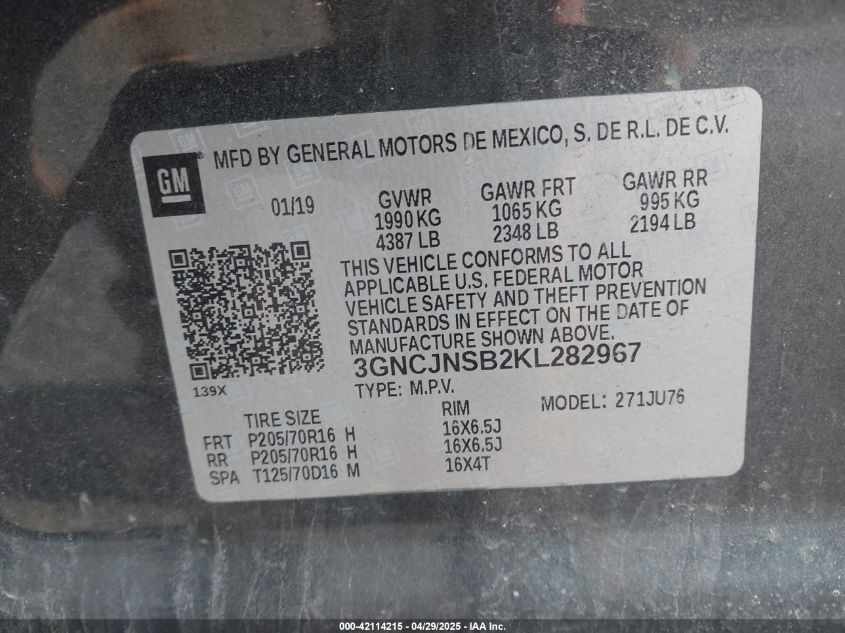 MFD BY GENERAL MOTORS DE MEXICO, S. DE R.L. DE C.V.
GM®
01/19 GVWR GAWR FRT GAWR RR
1990 KG 1065 KG 995 KG
4387 LB 2348 LB 2194 LB
THIS VEHICLE CONFORMS TO ALL
APPLICABLE U.S. FEDERAL MOTOR
VEHICLE SAFETY AND THEFT PREVENTION
STANDARDS IN EFFECT ON THE DATE OF
MANUFACTURE SHOWN ABOVE.
3GNCJNSB2KL282967
139X
TYPE: M.P.V. MODEL: 271JU76
TIRE SIZE RIM
FRT P205/70R16 H 16X6.5J
RR P205/70R16 H 16X6.5J
SPA T125/70D16 M 16X4T
000-42114215 - 04/29/2025 - IAA Inc.